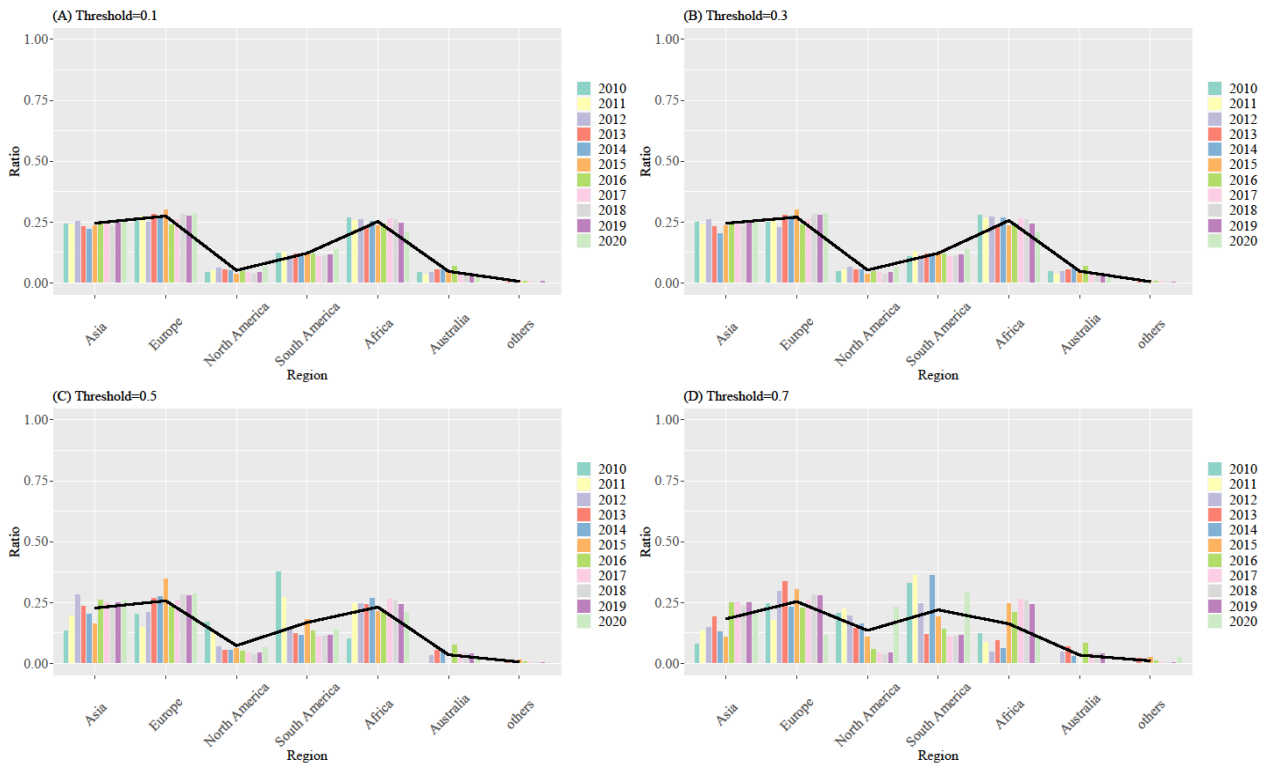 (A) Threshold=0.1
1.00
0.75
0.50
0.25
0.00
Ratio
Asia
Europe
North America
South America
Africa
Australia
others
Region
2010
2011
2012
2013
2014
2015
2016
2017
2018
2019
2020
(B) Threshold=0.3
1.00
0.75
0.50
0.25
0.00
Ratio
Asia
Europe
North America
South America
Africa
Australia
others
Region
2010
2011
2012
2013
2014
2015
2016
2017
2018
2019
2020
(C) Threshold=0.5
1.00
0.75
0.50
0.25
0.00
Ratio
Asia
Europe
North America
South America
Africa
Australia
others
Region
2010
2011
2012
2013
2014
2015
2016
2017
2018
2019
2020
(D) Threshold=0.7
1.00
0.75
0.50
0.25
0.00
Ratio
Asia
Europe
North America
South America
Africa
Australia
others
Region
2010
2011
2012
2013
2014
2015
2016
2017
2018
2019
2020